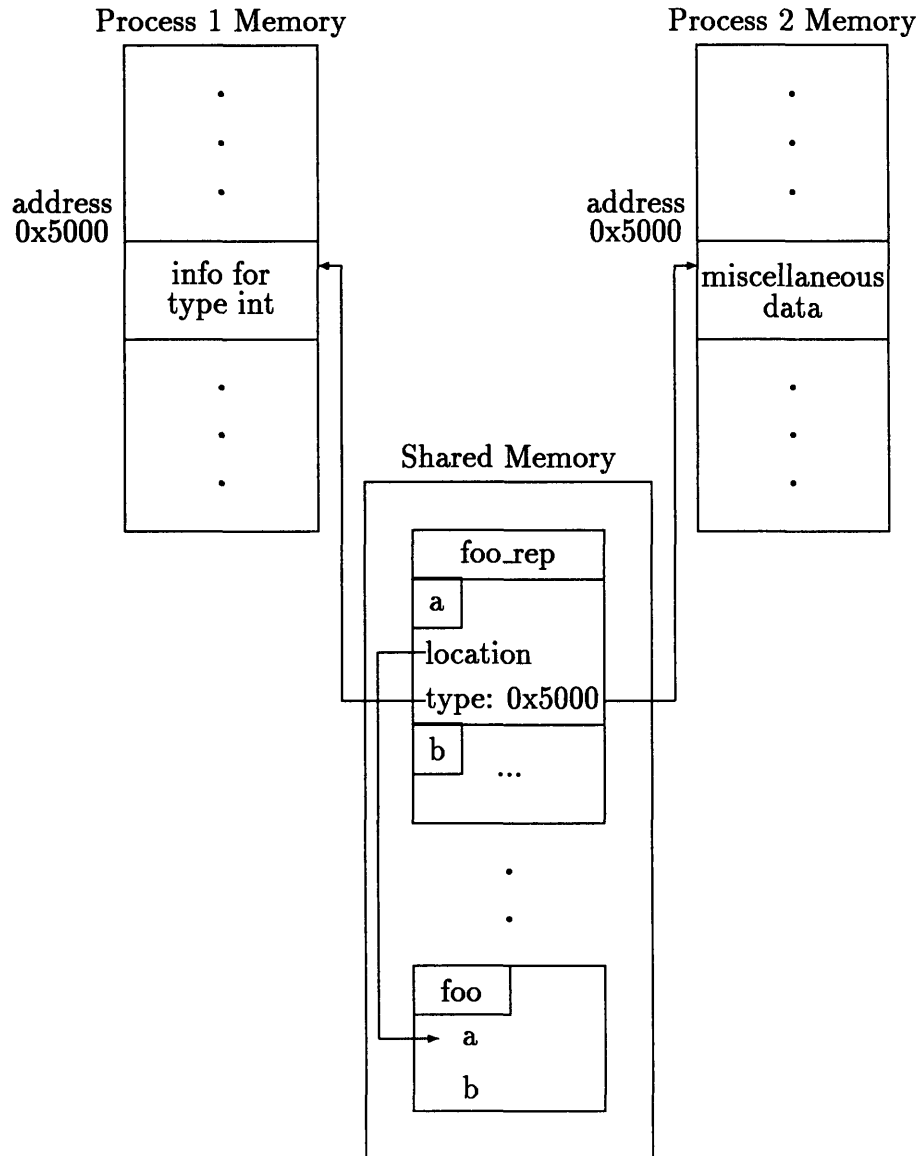 Process 1 Memory
Process 2 Memory
address
0x5000
info for
type int
address
0x5000
miscellaneous
data
Shared Memory
foo_rep
a
location
type: 0x5000
b
...
foo
a
b